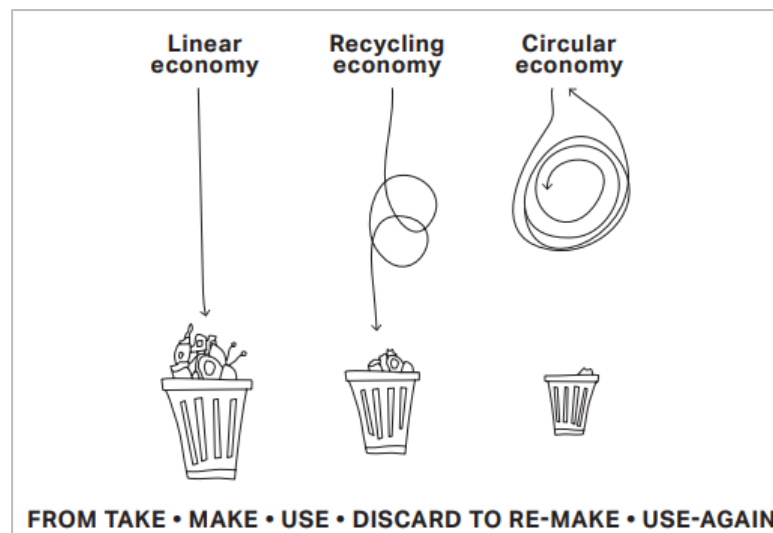 Linear
economy
Recycling
economy
Circular
economy
FROM TAKE • MAKE • USE • DISCARD TO RE-MAKE • USE-AGAIN